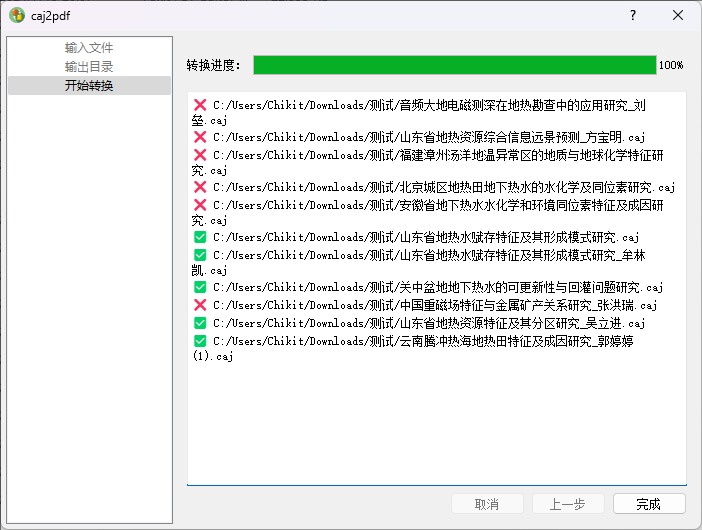 caj2pdf
?
输入文件
输出目录
开始转换
转换进度：
100%
C:/Users/Chikit/Downloads/测试/音频大地电磁测深在地热勘查中的应用研究_刘
垒.caj
C:/Users/Chikit/Downloads/测试/山东省地热资源综合信息远景预测_方宝明.caj
C:/Users/Chikit/Downloads/测试/福建漳州汤洋地温异常区的地质与地球化学特征研
究.caj
C:/Users/Chikit/Downloads/测试/北京城区地热田地下热水的水化学及同位素研究.caj
C:/Users/Chikit/Downloads/测试/安徽省地下热水水化学和环境同位素特征及成因研
究.caj
C:/Users/Chikit/Downloads/测试/山东省地热水赋存特征及其形成模式研究.caj
C:/Users/Chikit/Downloads/测试/山东省地热水赋存特征及其形成模式研究_牟林
凯.caj
C:/Users/Chikit/Downloads/测试/关中盆地地下热水的可更新性与回灌问题研究.caj
C:/Users/Chikit/Downloads/测试/中国重磁场特征与金属矿产关系研究_张洪瑞.caj
C:/Users/Chikit/Downloads/测试/山东省地热资源特征及其分区研究_吴立进.caj
C:/Users/Chikit/Downloads/测试/云南腾冲热海地热田特征及成因研究_郭婷婷
(1).caj
取消
上一步
完成